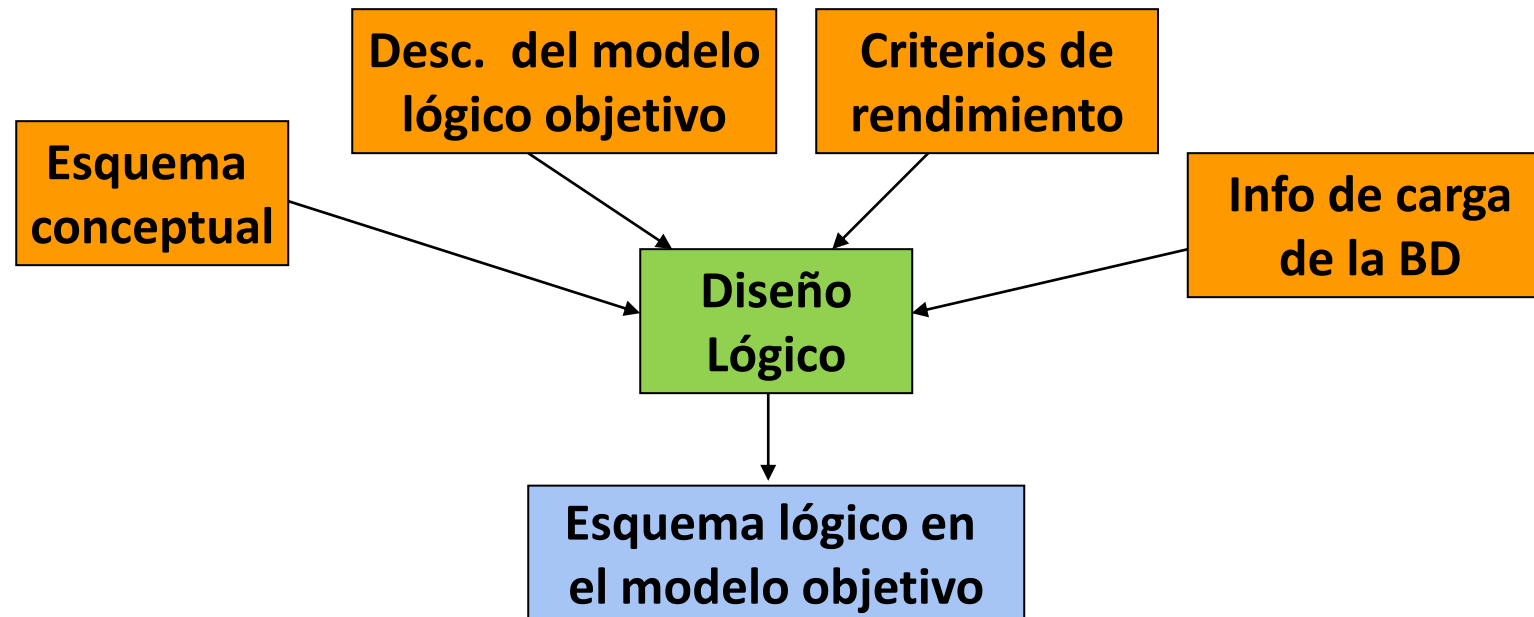 Desc. del modelo
lógico objetivo
Criterios de
rendimiento
Esquema
conceptual
Info de carga
de la BD
Diseño
Lógico
Esquema lógico en
el modelo objetivo